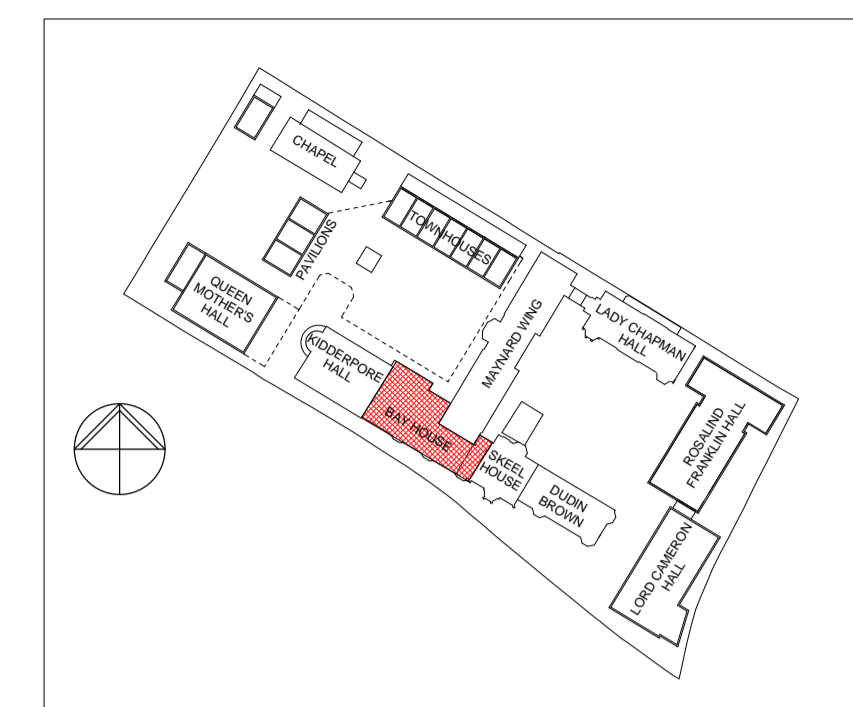 CHAPEL
TOWNHOUSES
PAVILIONS
QUEEN
MOTHER'S
HALL
KIDDERPORE
HALL
MAYNARD WING
LADY CHAPMAN
HALL
BAY HOUSE
SKEEL
HOUSE
DUDIN
BROWN
ROSALIND
FRANKLIN HALL
LORD CAMERON
HALL